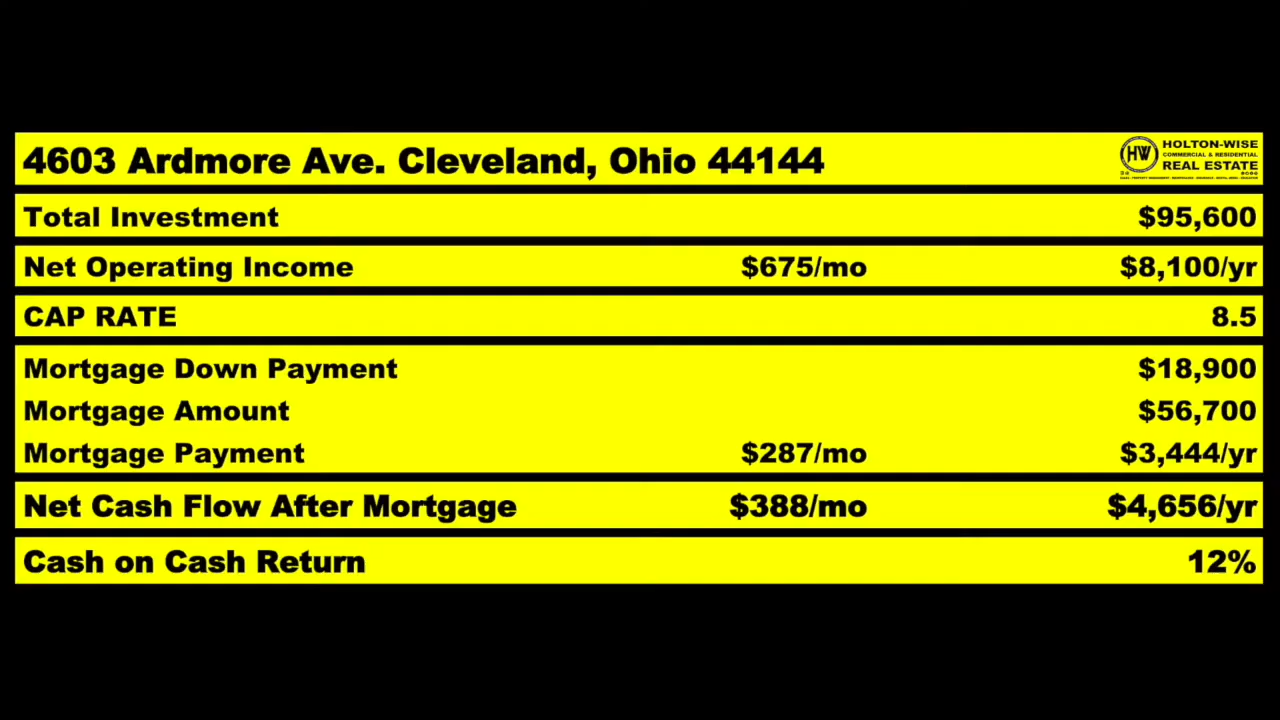 4603 Ardmore Ave. Cleveland, Ohio 44144
HW
HOLTON-WISE
COMMERCIAL & RESIDENTIAL
REAL ESTATE
Total Investment $95,600
Net Operating Income $675/mo $8,100/yr
CAP RATE 8.5
Mortgage Down Payment $18,900
Mortgage Amount $56,700
Mortgage Payment $287/mo $3,444/yr
Net Cash Flow After Mortgage $388/mo $4,656/yr
Cash on Cash Return 12%